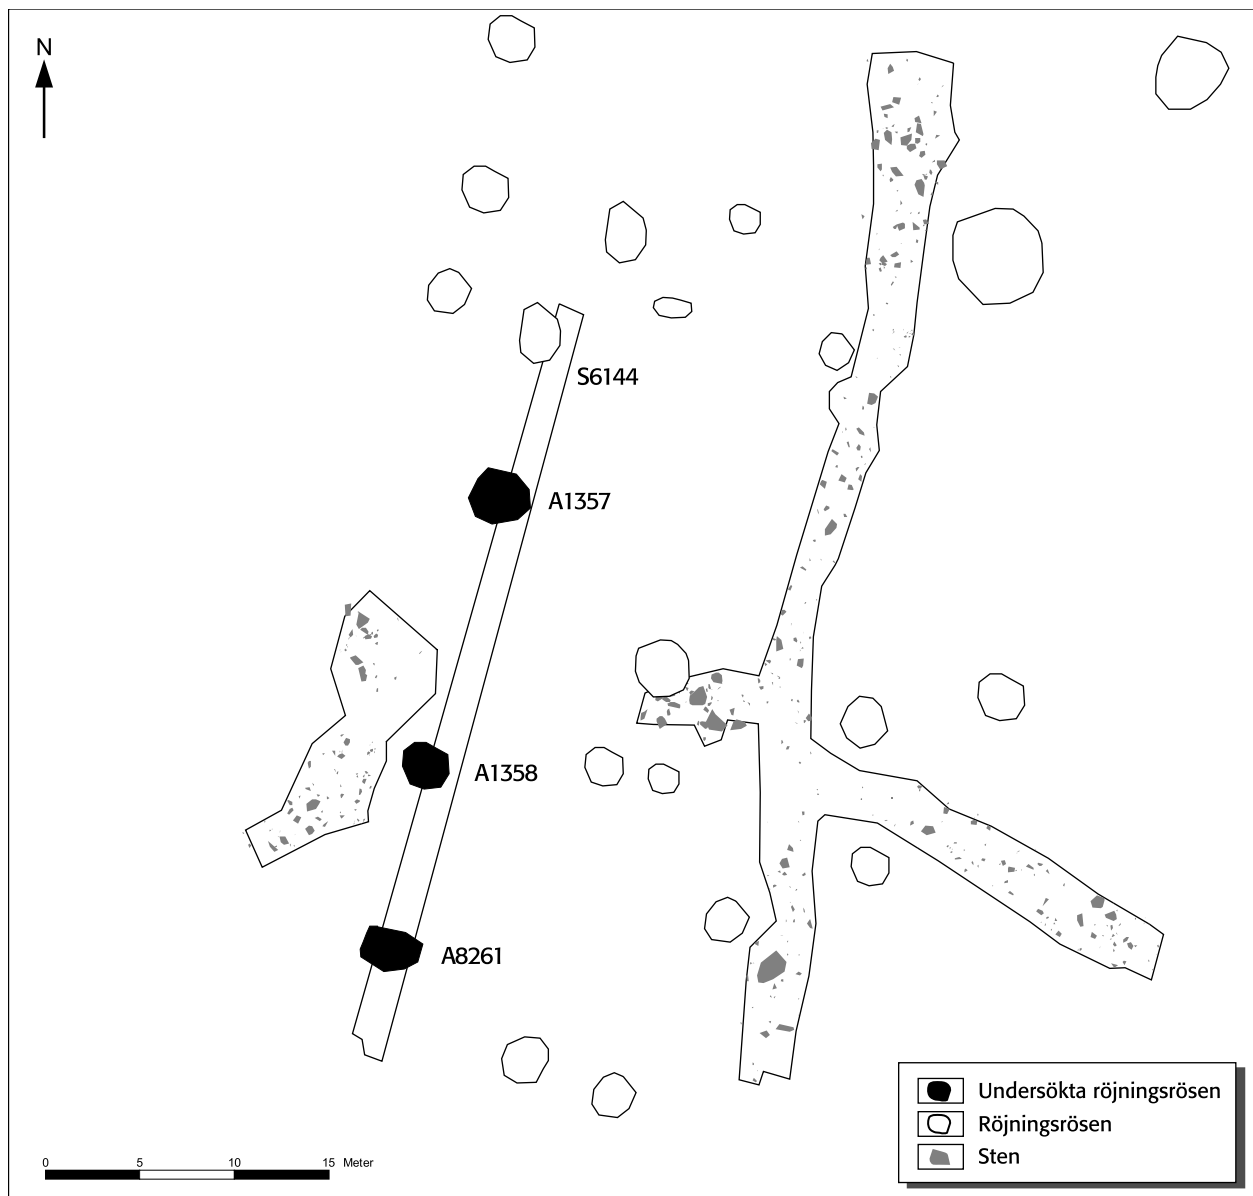 N
S6144
A1357
A1358
A8261
Undersökta röjningsrösen
Röjningsrösen
Sten
0 5 10 15 Meter